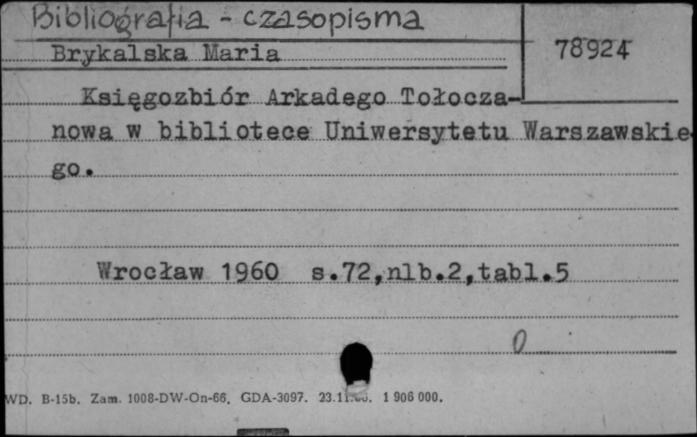 Bibliografia - czasopisma
Brykalska Maria
78924
Księgozbiór Arkadego Tołocza-
nowa w bibliotece Uniwersytetu Warszawskie
go.
Wrocław 1960 s.72,nlb.2,tabl.5
0
WD. B-15b. Zam. 1008-DW-On-66. GDA-3097. 1 906 000.